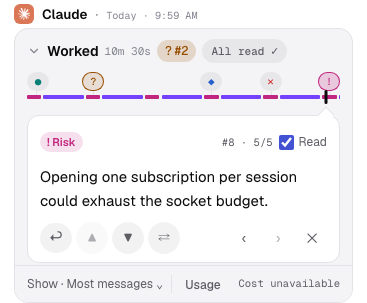 Claude · Today · 9:59 AM
Worked 10m 30s ? #2 All read ✓
? !
! Risk #8 · 5/5 Read
Opening one subscription per session
could exhaust the socket budget.
Show · Most messages Usage Cost unavailable